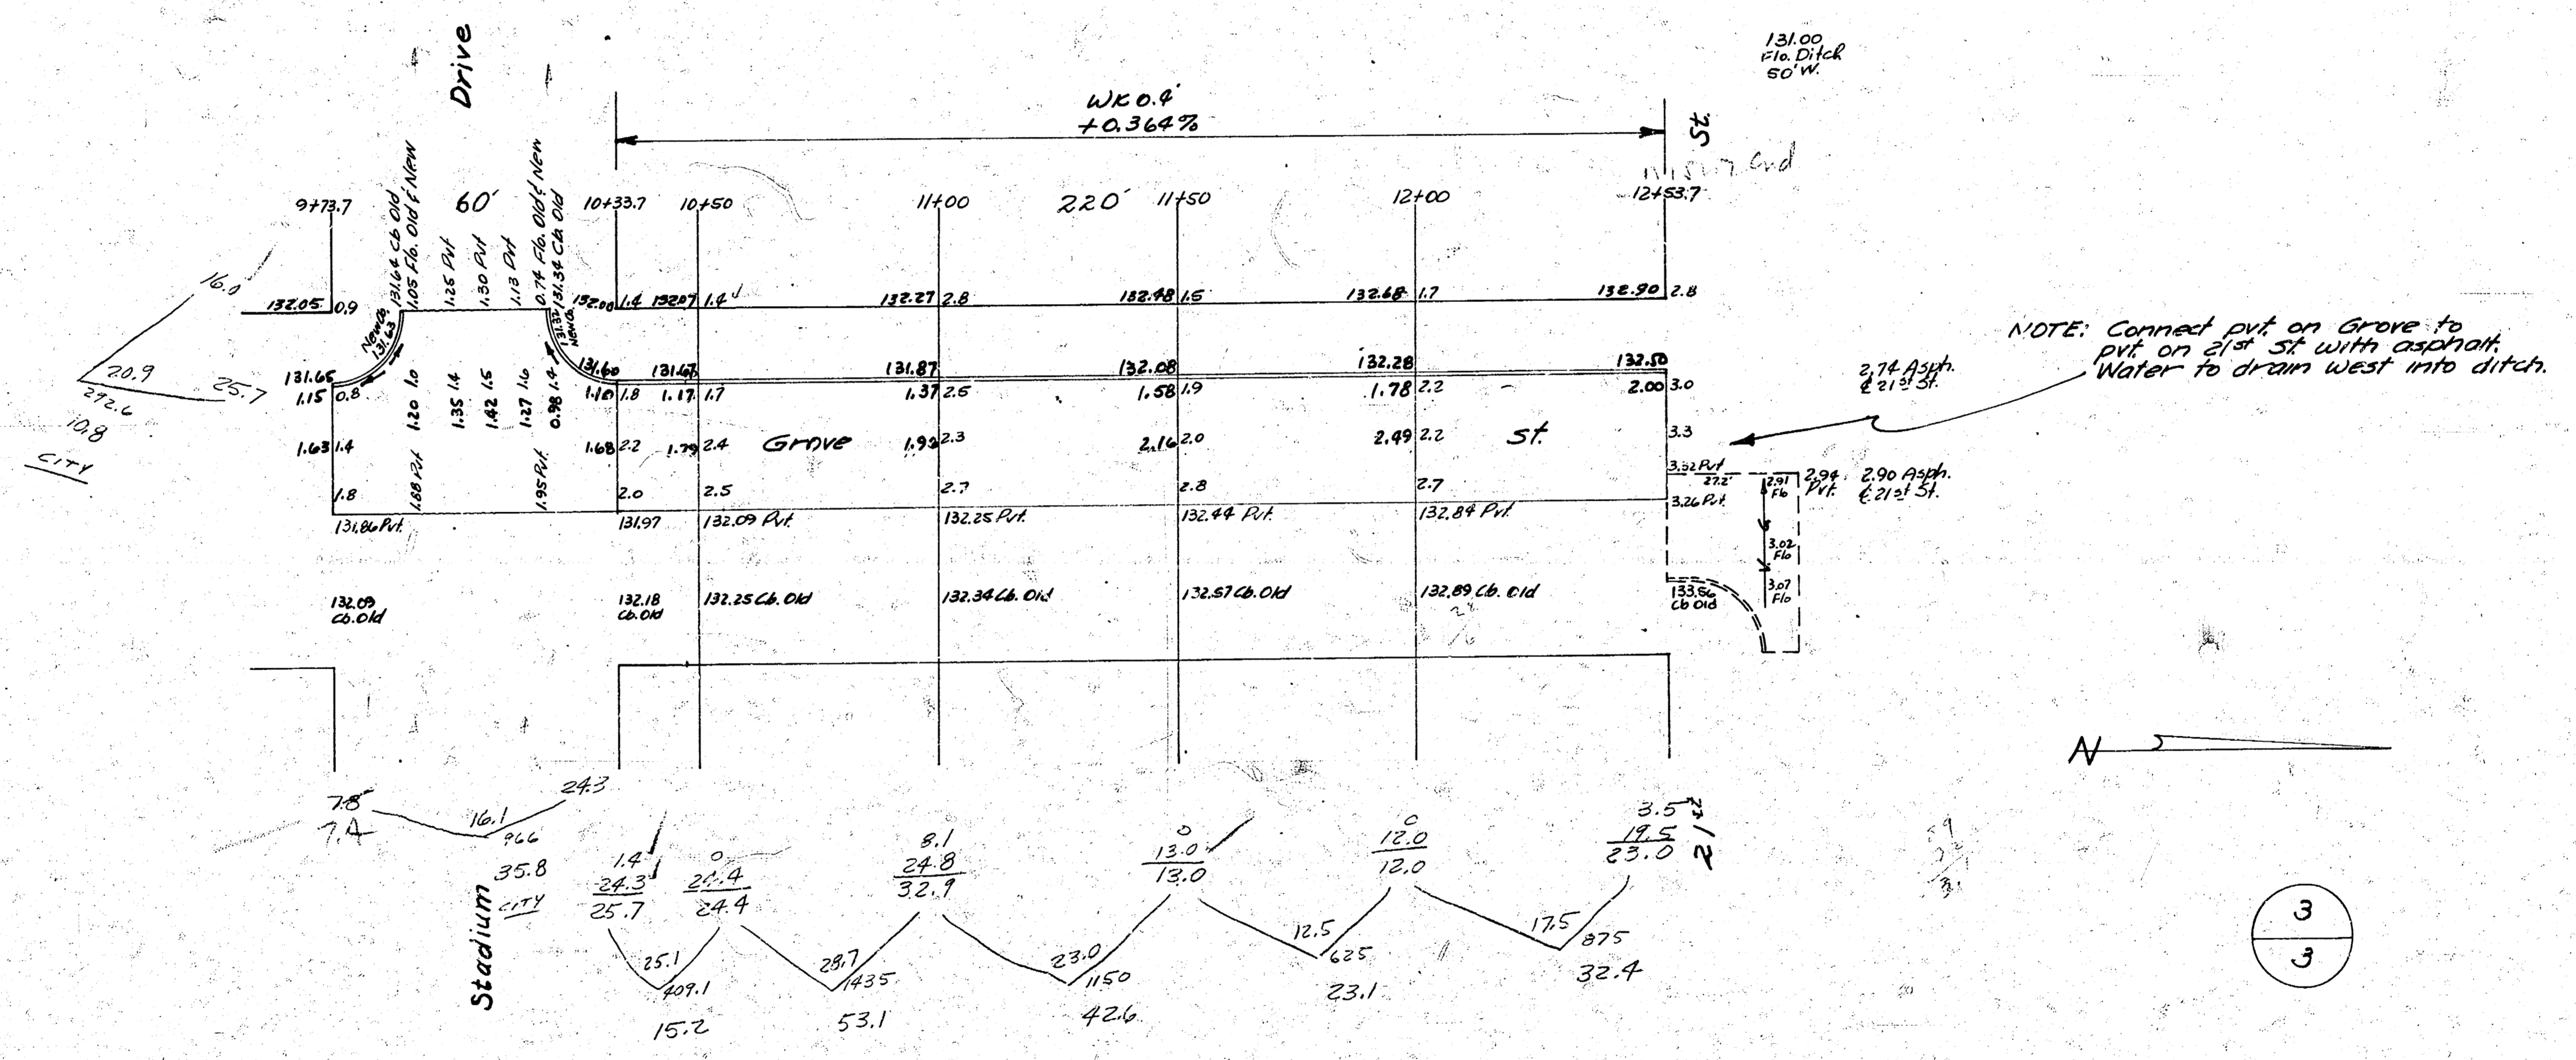 Drive
131.00
Flo. Ditch
50' W.
WK 0.4'
+0.364%
St.
End
9+73.7
60'
10+33.7
10+50
11+00
220'
11+50
12+00
12+53.7
131.64 Cb Old
1.05 Flo. Old & New
1.25 Pvt
1.30 Pvt
1.13 Pvt
0.74 Flo. Old & New
131.34 Cb Old
16.0
132.05 0.9
New Cb.
131.63
131.32
New Cb.
132.00 1.4
132.07 1.4
132.27 2.8
132.48 1.5
132.68 1.7
132.90 2.8
NOTE: Connect pvt. on Grove to
pvt. on 21st St. with asphalt.
Water to drain west into ditch.
20.9
292.6
25.7
10.8
CITY
131.65
131.60
131.67
131.87
132.08
132.28
132.50
2.74 Asph.
₵ 21st St.
1.15 0.8
1.20 1.0
1.35 1.4
1.42 1.5
1.27 1.6
0.98 1.4
1.10 1.8
1.17 1.7
1.37 2.6
1.58 1.9
1.78 2.2
2.00 3.0
1.63 1.4
1.68 2.2
1.79 2.4
Grove
1.92 2.3
2.16 2.0
2.49 2.2
St.
3.3
1.88 Pvt
1.95 Pvt.
3.32 Pvt
27.2'
2.91
Flo
2.94
Pvt.
2.90 Asph.
₵ 21st St.
1.8
2.0
2.5
2.7
2.8
2.7
3.26 Pvt.
131.86 Pvt.
131.97
132.09 Pvt.
132.25 Pvt.
132.44 Pvt.
132.84 Pvt.
3.02
Flo
3.07
Flo
132.09
Cb. Old
132.18
Cb. Old
132.25 Cb. Old
132.34 Cb. Old
132.57 Cb. Old
132.89 Cb. Old
133.56
Cb Old
N
7.8
7.4
16.1
966
24.3
35.8
CITY
Stadium
1.4
24.3
25.7
0
24.4
24.4
8.1
24.8
32.9
0
13.0
13.0
0
12.0
12.0
3.5
19.5
23.0
21st
25.1
409.1
15.2
28.7
1435
53.1
23.0
1150
42.6
12.5
625
23.1
17.5
875
32.4
3
3